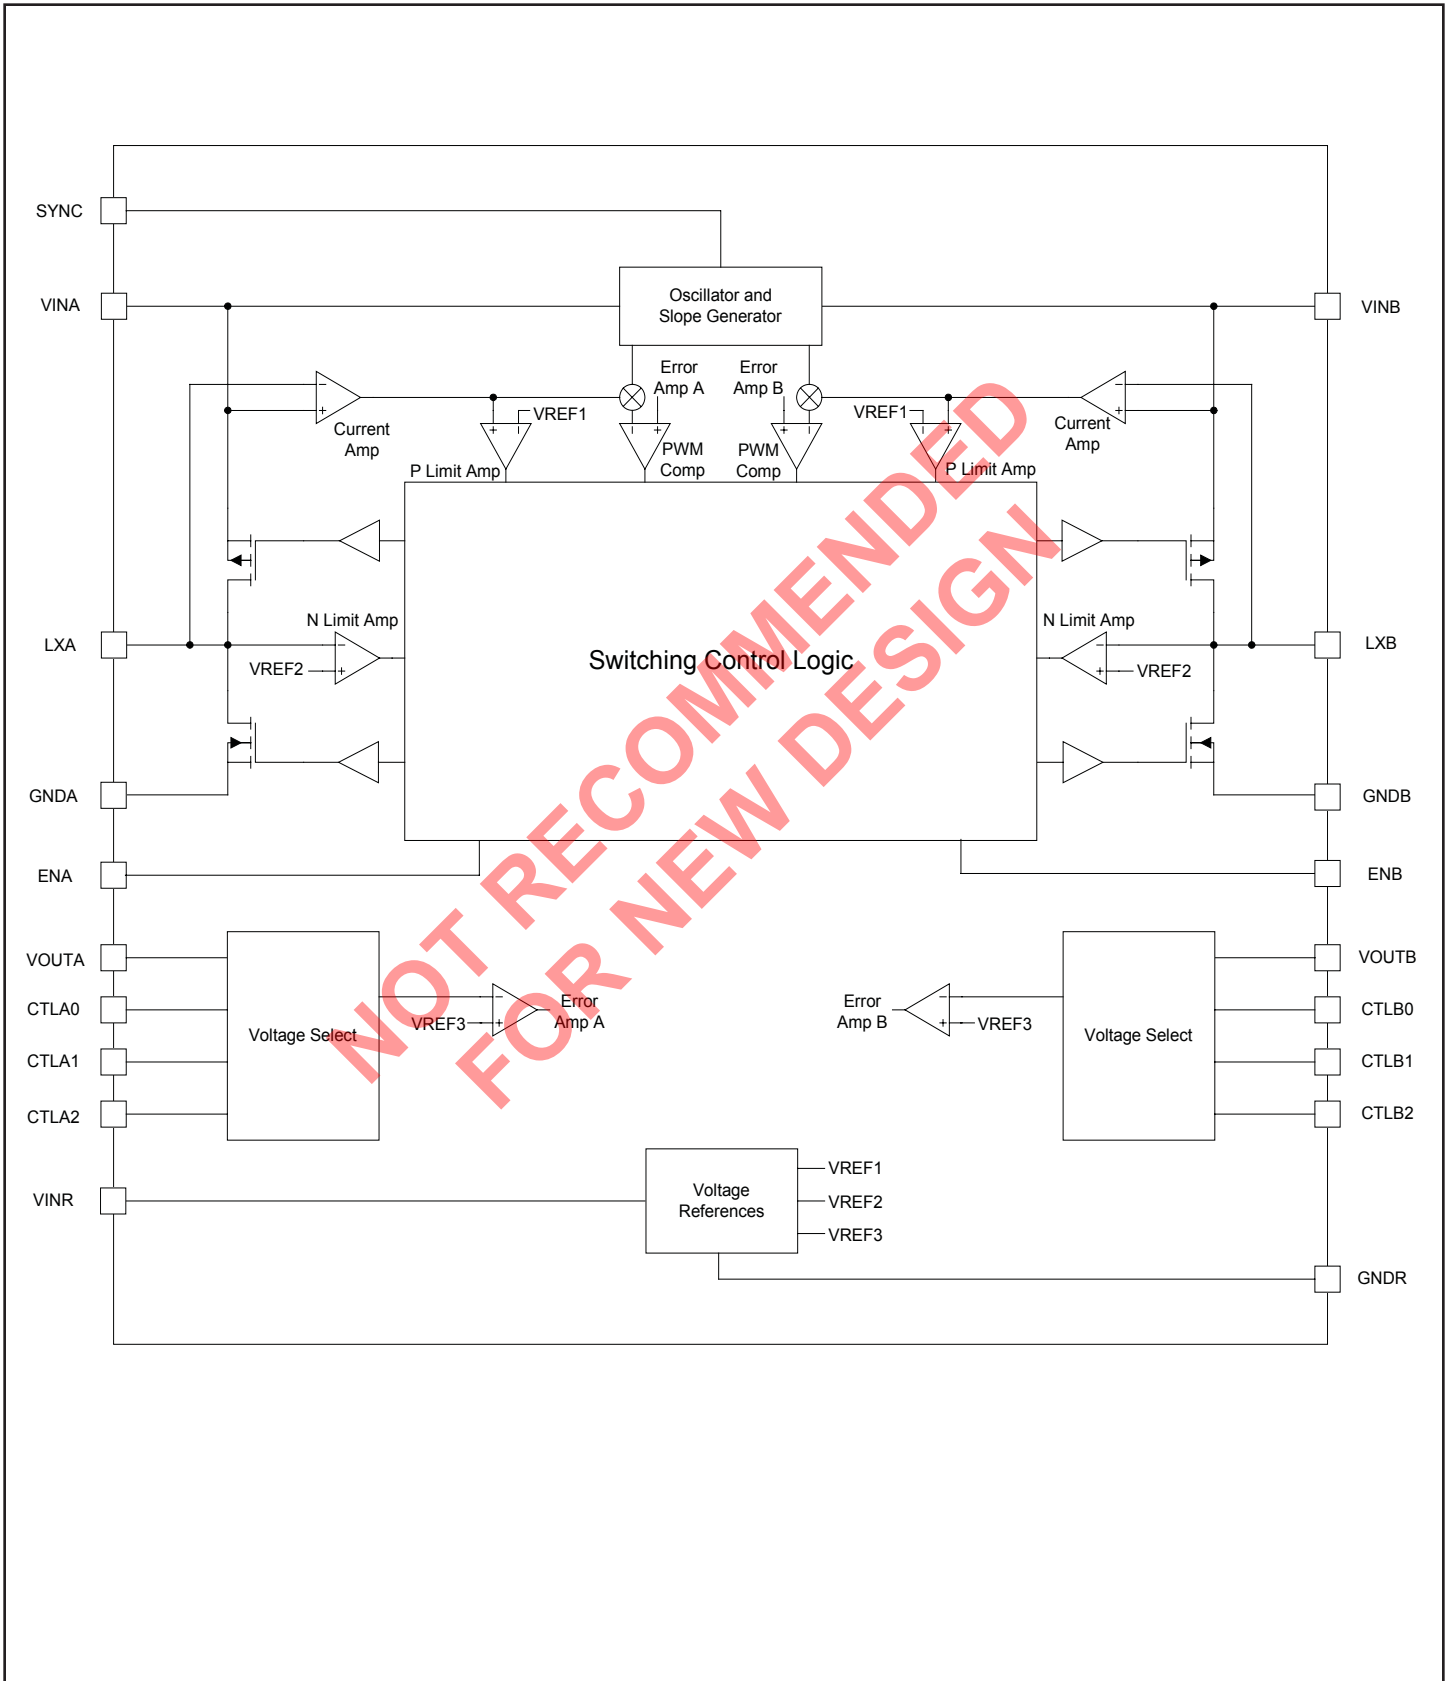 SYNC
VINA
Oscillator and
Slope Generator
VINB
Error
Amp A
Error
Amp B
VREF1
VREF1
Current
Amp
Current
Amp
PWM
Comp
PWM
Comp
P Limit Amp
P Limit Amp
N Limit Amp
N Limit Amp
LXA
VREF2
Switching Control Logic
VREF2
LXB
GNDA
GNDB
ENA
ENB
VOUTA
VOUTB
CTLA0
CTLB0
Error
Amp A
Error
Amp B
VREF3
VREF3
Voltage Select
Voltage Select
CTLA1
CTLB1
CTLA2
CTLB2
VINR
Voltage
References
VREF1
VREF2
VREF3
GNDR
NOT RECOMMENDED
FOR NEW DESIGN